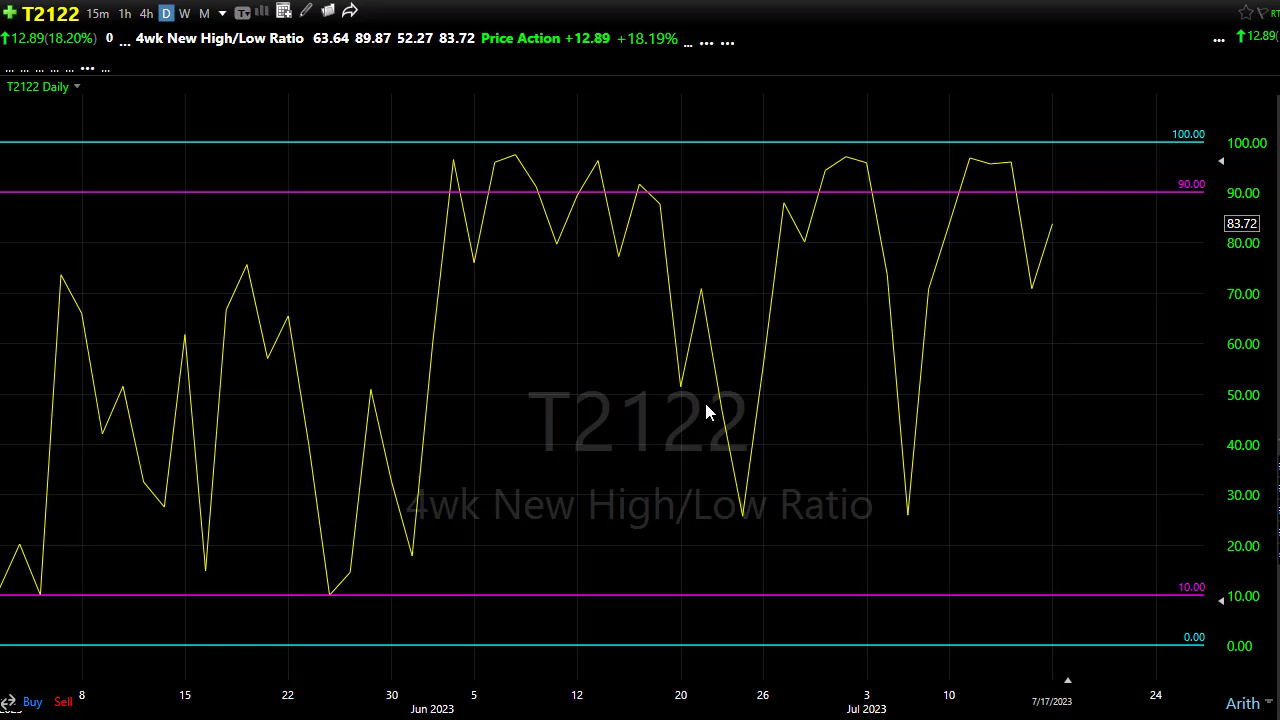 T2122 15m 1h 4h D W M T RT
12.89(18.20%) 0 ... 4wk New High/Low Ratio 63.64 89.87 52.27 83.72 Price Action +12.89 +18.19% ... ... ... ... 12.89(
... ... ... ... ... ... ...
T2122 Daily
100.00 100.00
90.00 90.00
83.72
80.00
70.00
60.00
50.00
T2122
40.00
4wk New High/Low Ratio
30.00
20.00
10.00 10.00
0.00 0.00
8 15 22 30 5 12 20 26 3 10 7/17/2023 24
Buy Sell Jun 2023 Jul 2023 Arith